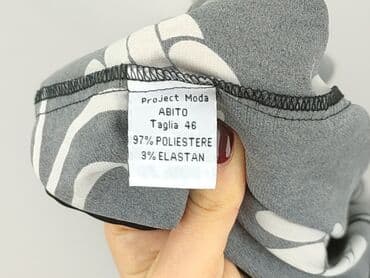 Project Moda
ABITO
Taglia 46
97% POLIESTERE
3% ELASTAN